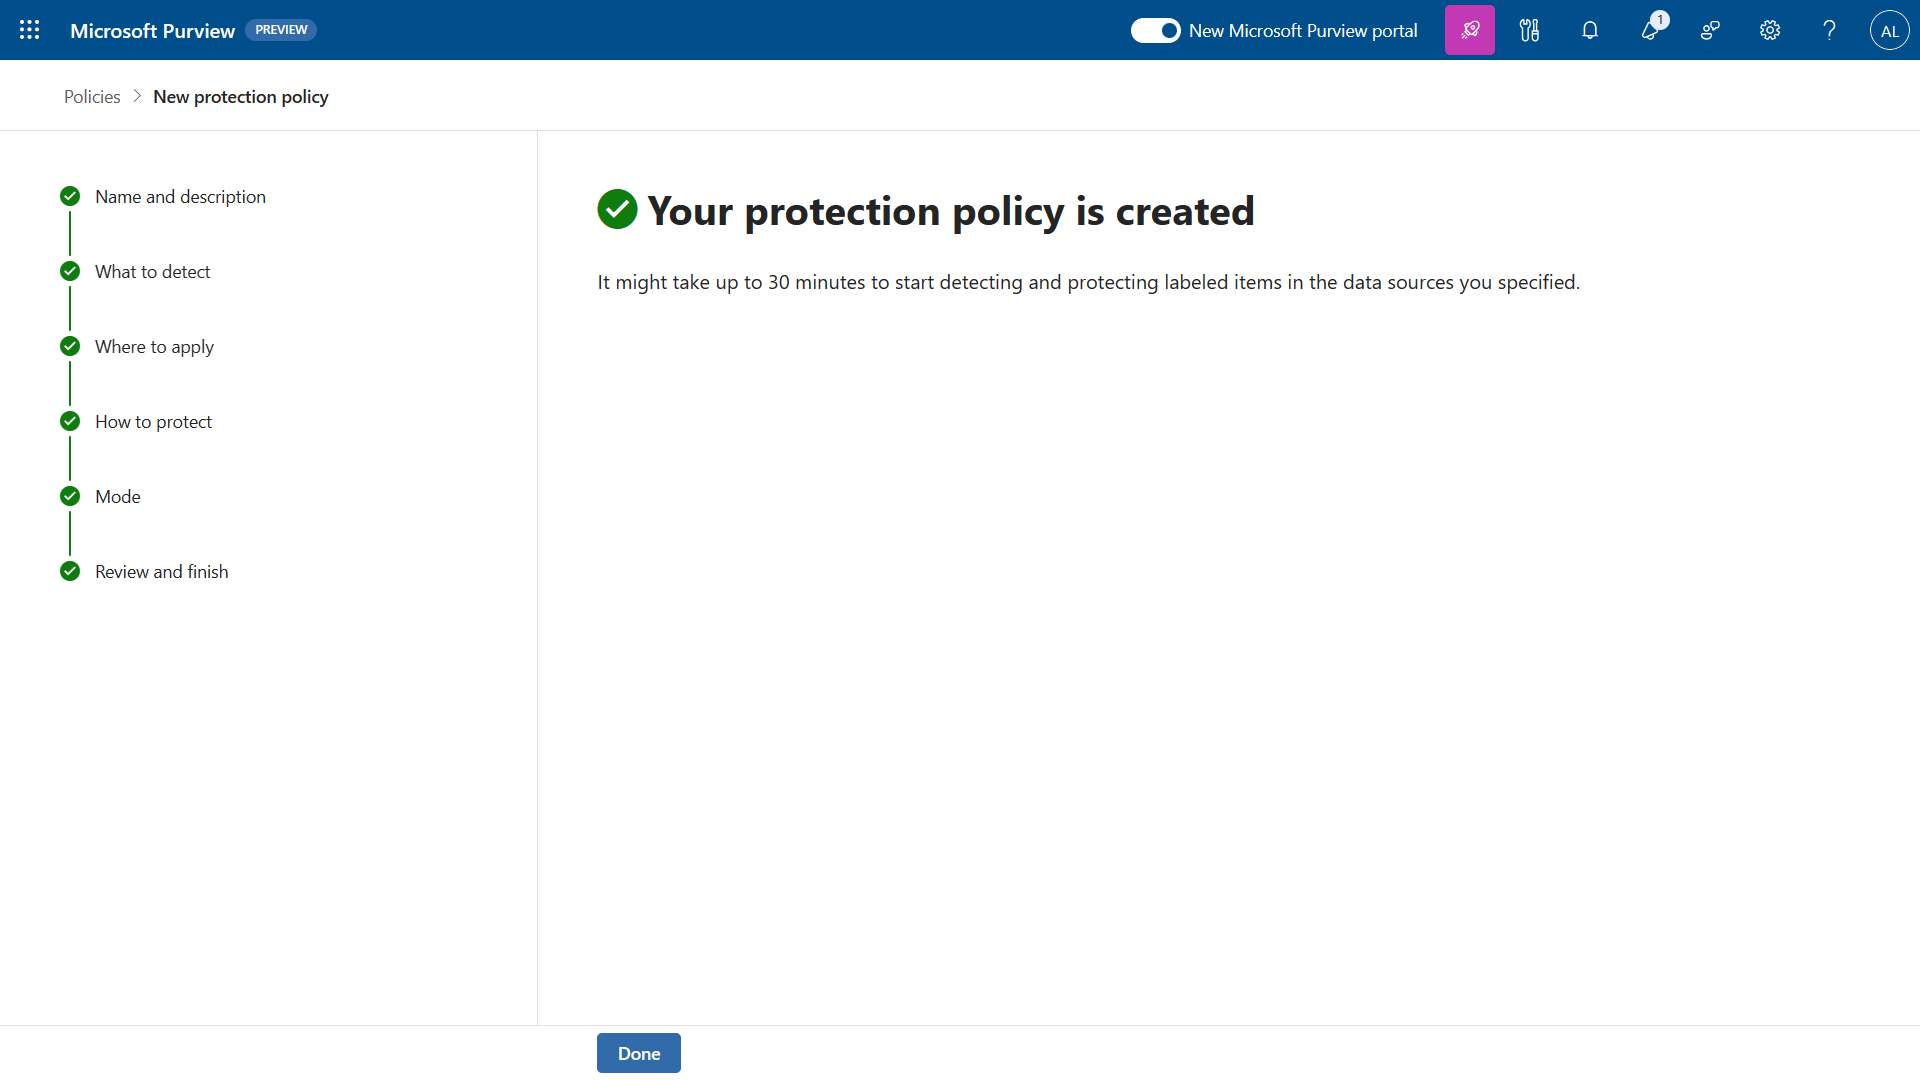 Microsoft Purview PREVIEW
New Microsoft Purview portal
1
AL
Policies > New protection policy
Name and description
What to detect
Where to apply
How to protect
Mode
Review and finish
Your protection policy is created
It might take up to 30 minutes to start detecting and protecting labeled items in the data sources you specified.
Done